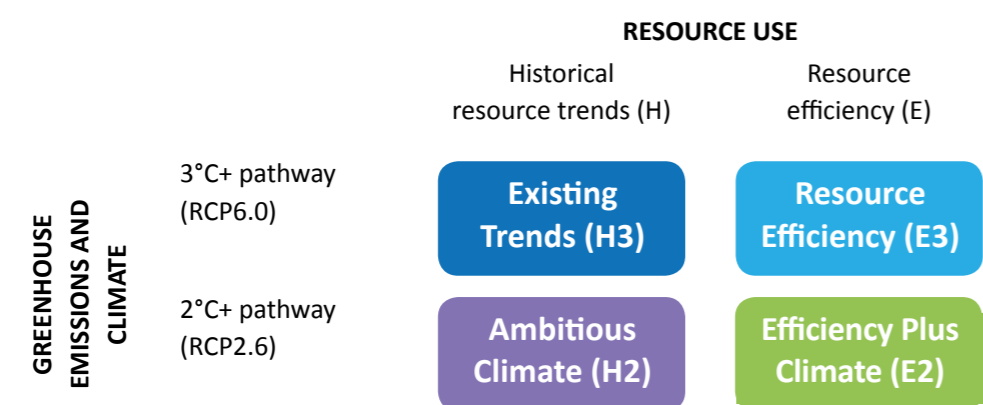 RESOURCE USE
Historical
resource trends (H)
Resource
efficiency (E)
GREENHOUSE
EMISSIONS AND
CLIMATE
3°C+ pathway
(RCP6.0)
Existing
Trends (H3)
Resource
Efficiency (E3)
2°C+ pathway
(RCP2.6)
Ambitious
Climate (H2)
Efficiency Plus
Climate (E2)